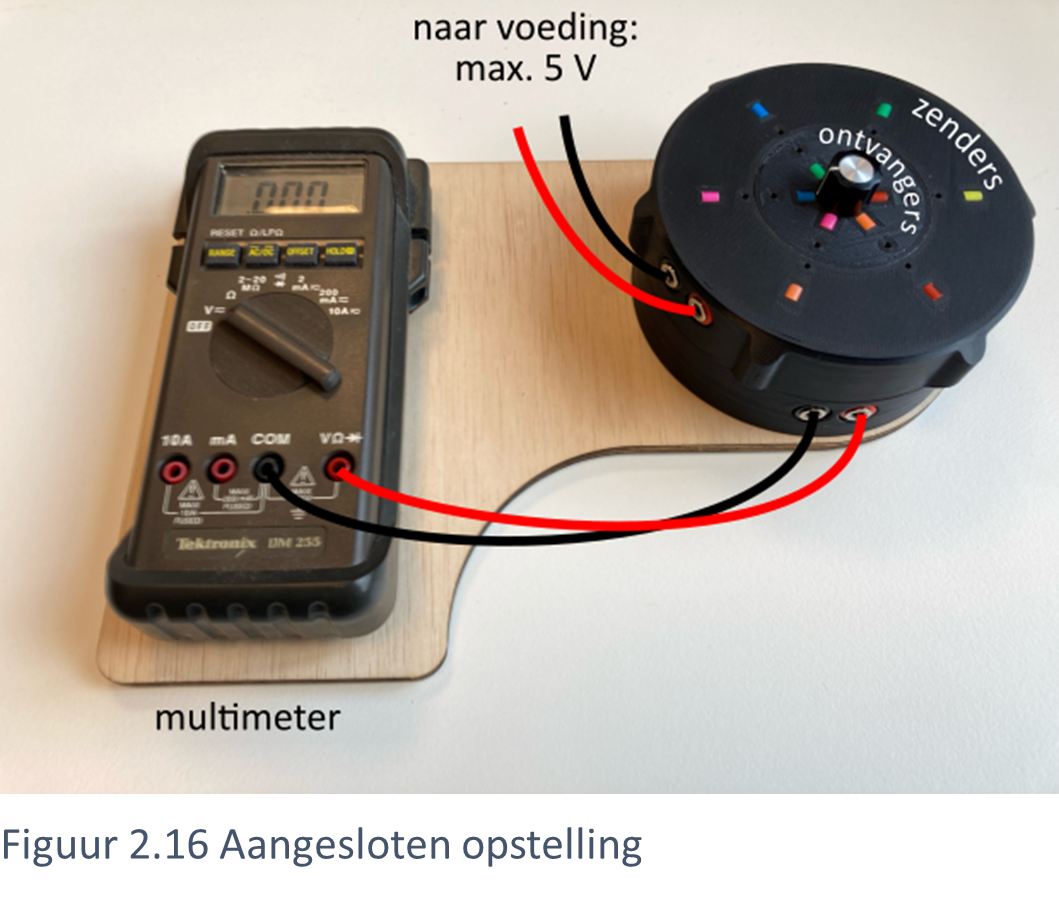 naar voeding:
max. 5 V
zenders
ontvangers
000
RESET Ω/LPΩ
RANGE
AC/DC
OFFSET
HOLD
2-20
MΩ
2
mA
200
mA
10A
Ω
V
OFF
10A
mA
COM
VΩ
Tektronix DM 255
multimeter
Figuur 2.16 Aangesloten opstelling